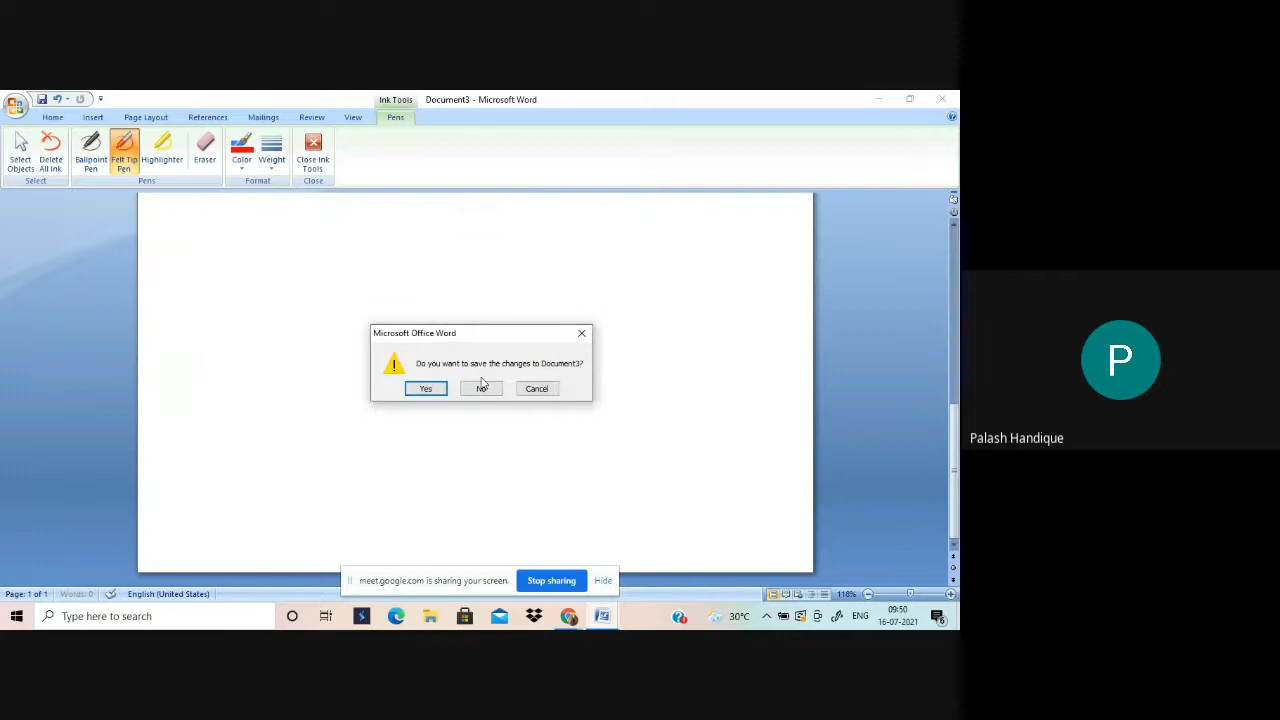 Ink Tools
Document3 - Microsoft Word
Home Insert Page Layout References Mailings Review View Pens
Select Objects
Delete All Ink
Ballpoint Pen
Felt Tip Pen
Highlighter
Eraser
Color
Weight
Close Ink Tools
Select Pens Format Close
Microsoft Office Word
Do you want to save the changes to Document3?
Yes No Cancel
P
Palash Handique
meet.google.com is sharing your screen. Stop sharing Hide
Page: 1 of 1 Words: 0 English (United States) 118%
Type here to search
30°C
ENG
09:50
16-07-2021
6